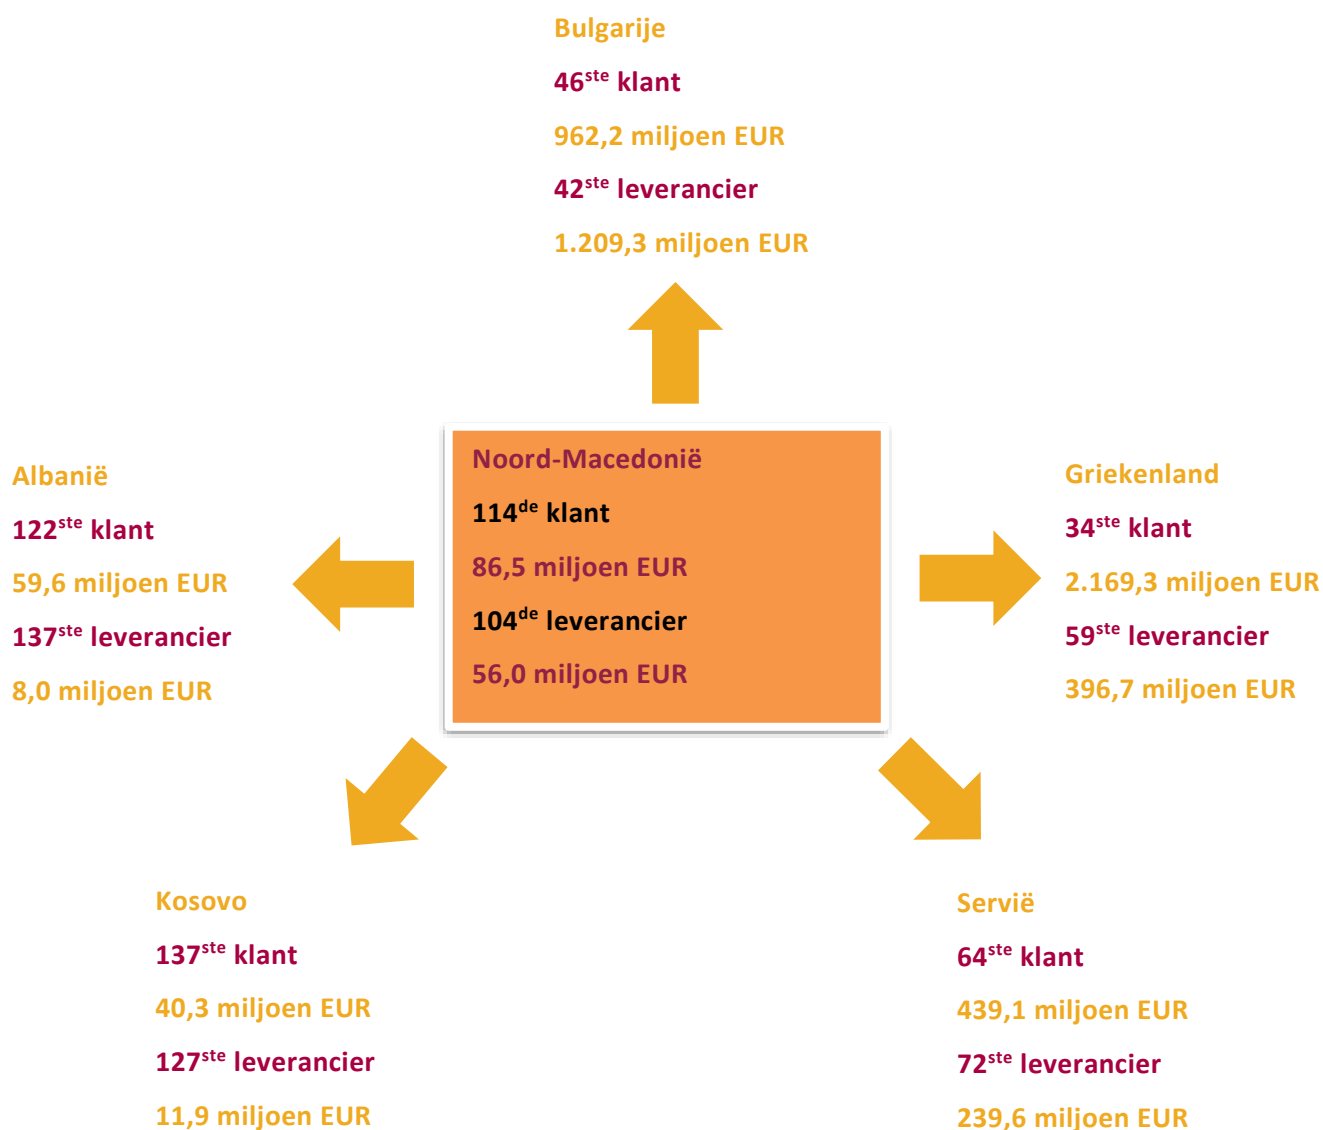 Bulgarije
46ste klant
962,2 miljoen EUR
42ste leverancier
1.209,3 miljoen EUR
Noord-Macedonië
114de klant
86,5 miljoen EUR
104de leverancier
56,0 miljoen EUR
Albanië
122ste klant
59,6 miljoen EUR
137ste leverancier
8,0 miljoen EUR
Griekenland
34ste klant
2.169,3 miljoen EUR
59ste leverancier
396,7 miljoen EUR
Kosovo
137ste klant
40,3 miljoen EUR
127ste leverancier
11,9 miljoen EUR
Servië
64ste klant
439,1 miljoen EUR
72ste leverancier
239,6 miljoen EUR